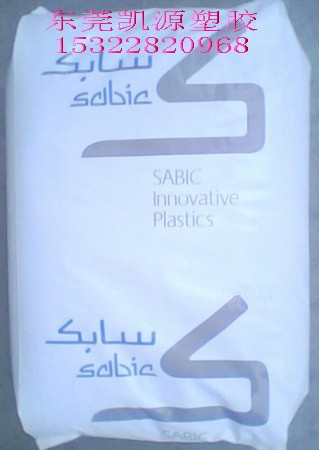 东莞凯源塑胶
15322820968
سابك
sabic
SABIC
Innovative
Plastics
سابك
sabic
SABIC